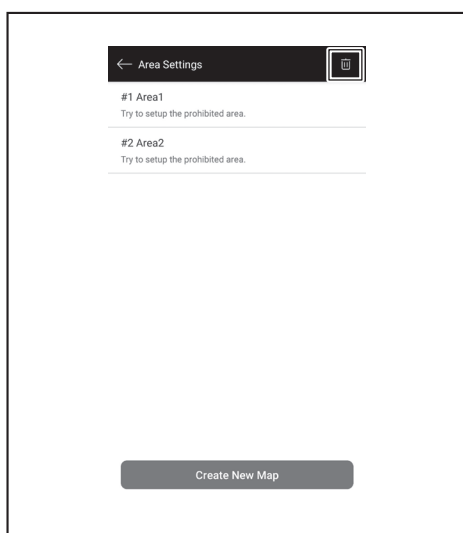 Area Settings
#1 Area1
Try to setup the prohibited area.
#2 Area2
Try to setup the prohibited area.
Create New Map